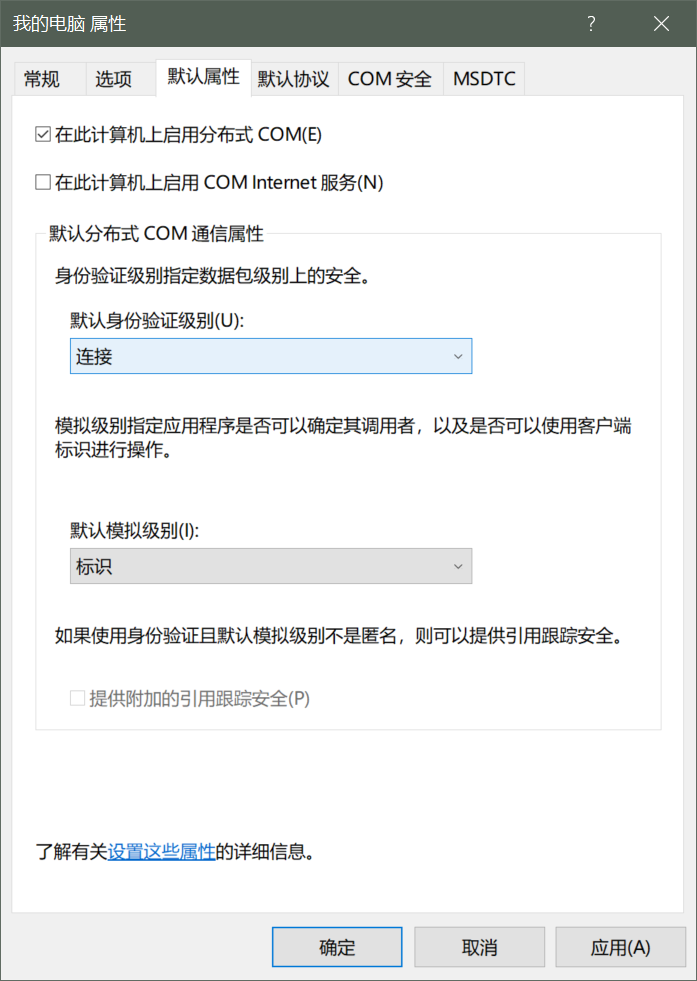 我的电脑 属性
?
常规 选项 默认属性 默认协议 COM 安全 MSDTC
在此计算机上启用分布式 COM(E)
在此计算机上启用 COM Internet 服务(N)
默认分布式 COM 通信属性
身份验证级别指定数据包级别上的安全。
默认身份验证级别(U):
连接
模拟级别指定应用程序是否可以确定其调用者，以及是否可以使用客户端
标识进行操作。
默认模拟级别(I):
标识
如果使用身份验证且默认模拟级别不是匿名，则可以提供引用跟踪安全。
提供附加的引用跟踪安全(P)
了解有关设置这些属性的详细信息。
确定 取消 应用(A)